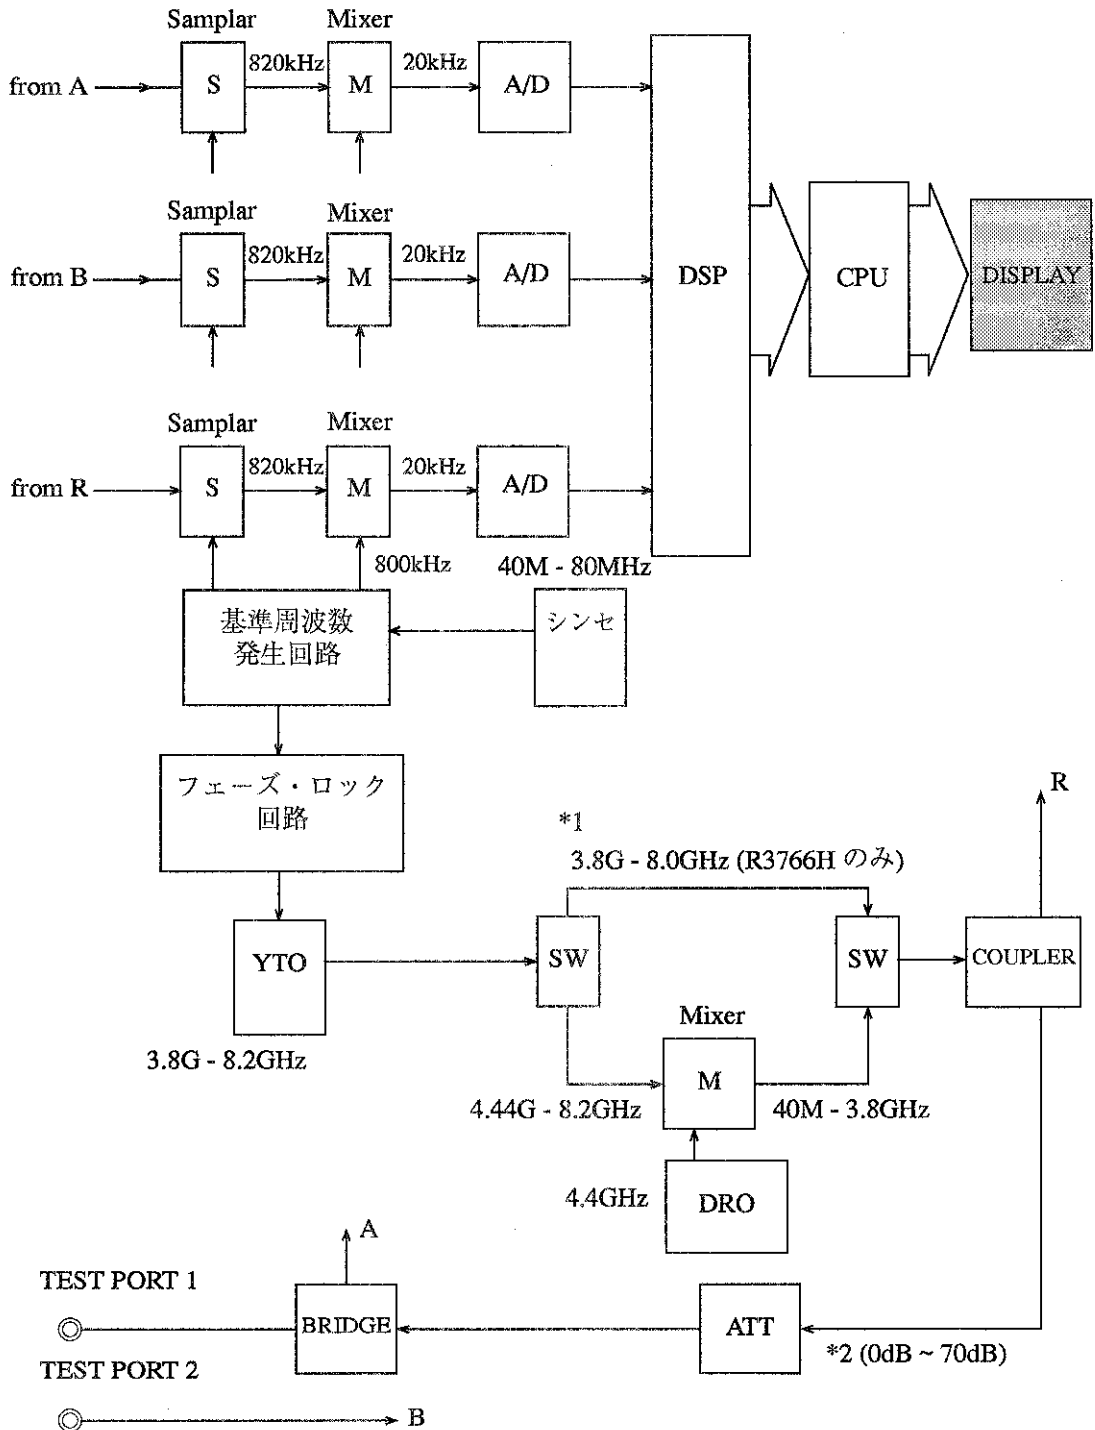 Samplar
Mixer
from A
S
820kHz
M
20kHz
A/D
Samplar
Mixer
from B
S
820kHz
M
20kHz
A/D
DSP
CPU
DISPLAY
Samplar
Mixer
from R
S
820kHz
M
20kHz
A/D
800kHz
40M - 80MHz
基準周波数
発生回路
シンセ
フェーズ・ロック
回路
*1
3.8G - 8.0GHz (R3766H のみ)
R
YTO
SW
SW
COUPLER
3.8G - 8.2GHz
Mixer
M
4.44G - 8.2GHz
40M - 3.8GHz
4.4GHz
DRO
A
TEST PORT 1
BRIDGE
ATT
*2 (0dB ~ 70dB)
TEST PORT 2
B